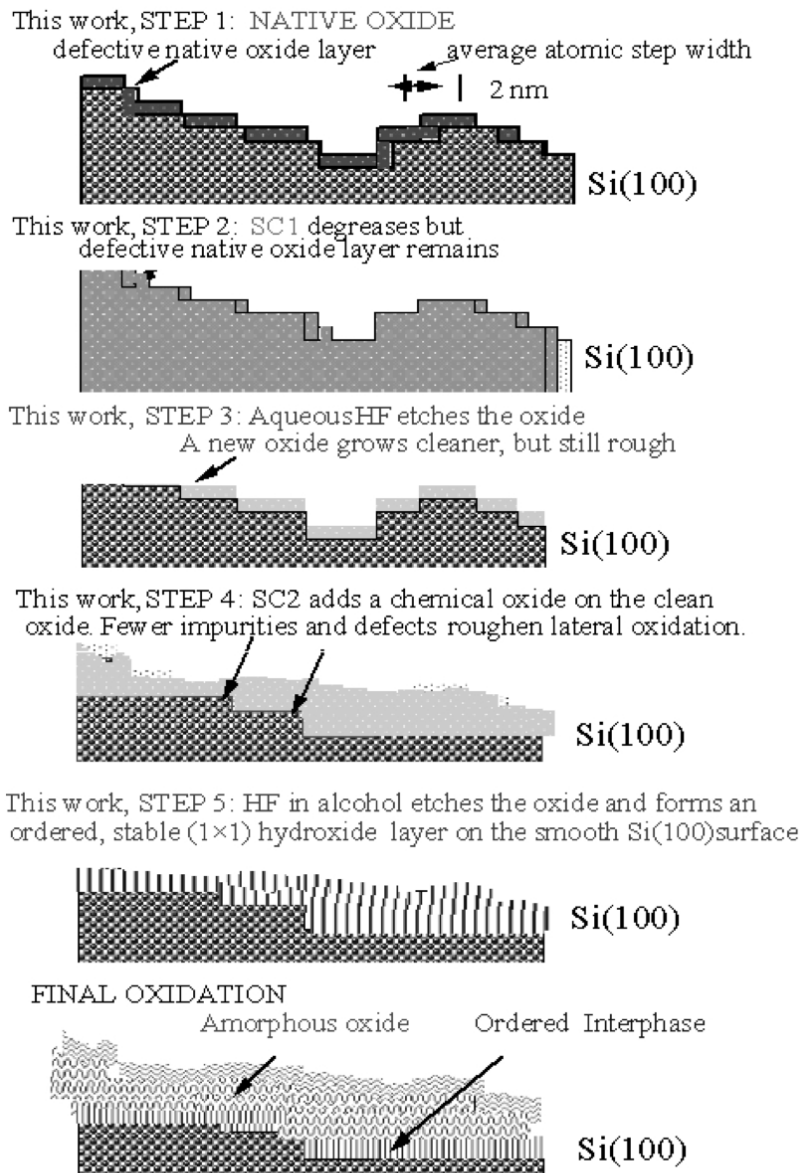 This work, STEP 1: NATIVE OXIDE
defective native oxide layer average atomic step width
2 nm
Si(100)
This work, STEP 2: SC1 degreases but
defective native oxide layer remains
Si(100)
This work, STEP 3: Aqueous HF etches the oxide
A new oxide grows cleaner, but still rough
Si(100)
This work, STEP 4: SC2 adds a chemical oxide on the clean
oxide. Fewer impurities and defects roughen lateral oxidation.
Si(100)
This work, STEP 5: HF in alcohol etches the oxide and forms an
ordered, stable (1×1) hydroxide layer on the smooth Si(100)surface
Si(100)
FINAL OXIDATION
Amorphous oxide Ordered Interphase
Si(100)